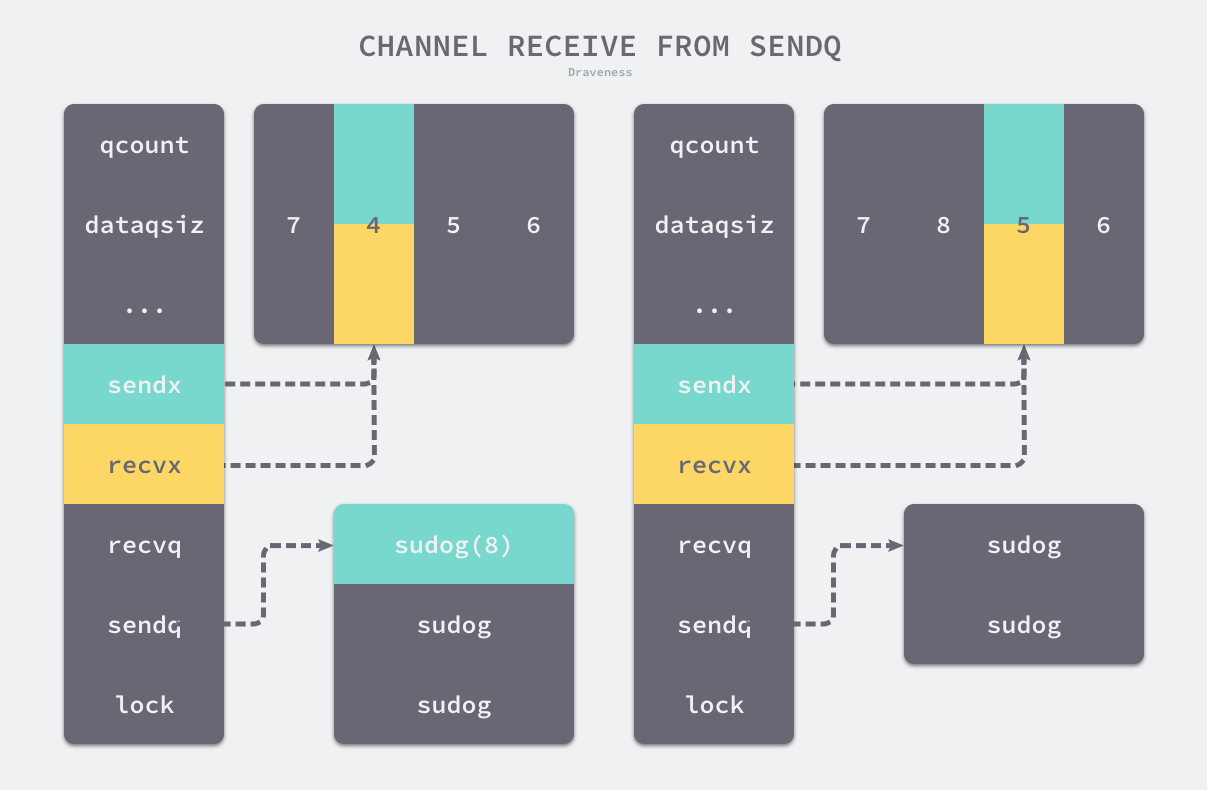 CHANNEL RECEIVE FROM SENDQ
Draveness
qcount
dataqsiz
...
sendx
recvx
recvq
sendq
lock
7 4 5 6
sudog(8)
sudog
sudog
qcount
dataqsiz
...
sendx
recvx
recvq
sendq
lock
7 8 5 6
sudog
sudog